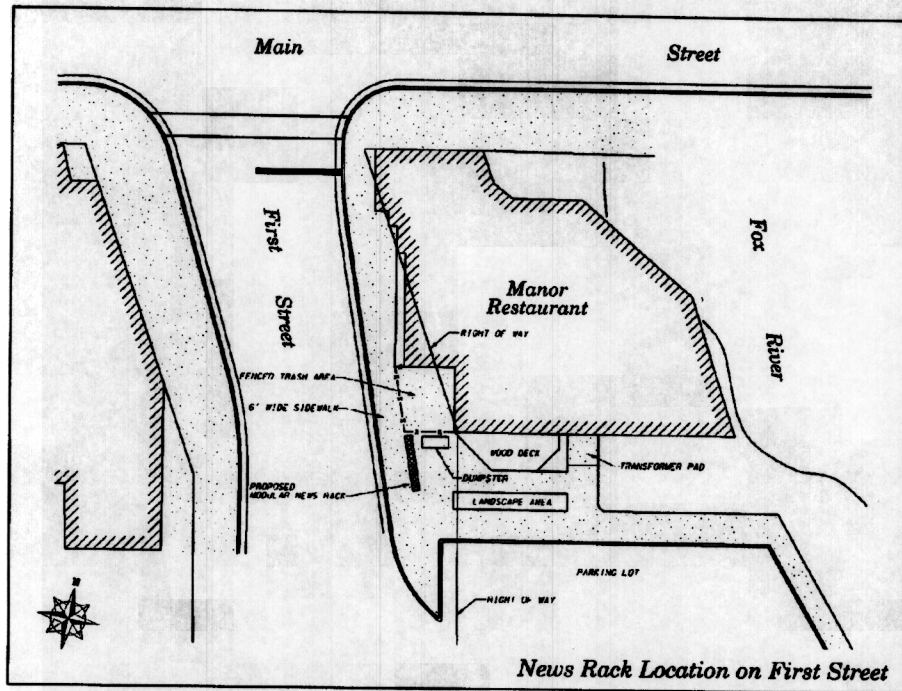 Main Street
First Street
Fox River
Manor
Restaurant
RIGHT OF WAY
FENCED TRASH AREA
6' WIDE SIDEWALK
WOOD DECK
TRANSFORMER PAD
PROPOSED
MODULAR NEWS RACK
DUMPSTER
LANDSCAPE AREA
PARKING LOT
RIGHT OF WAY
N
News Rack Location on First Street